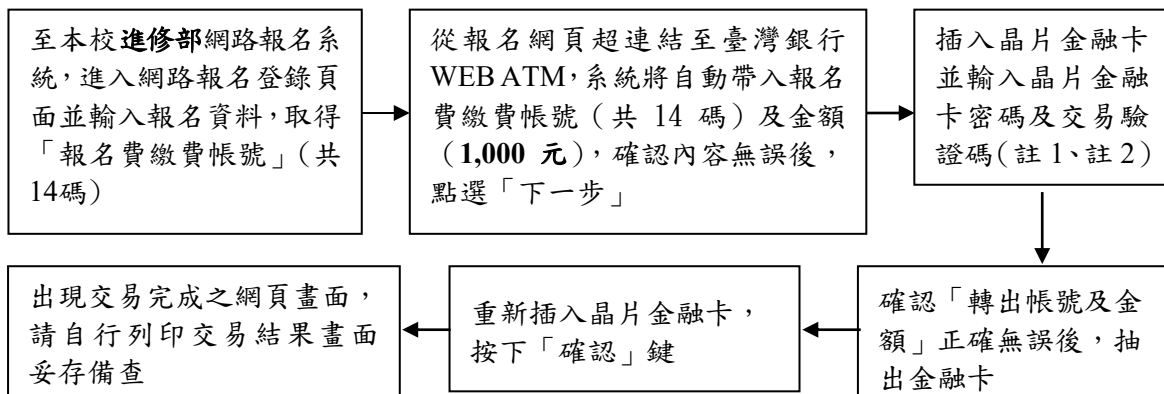 至本校進修部網路報名系
統，進入網路報名登錄頁
面並輸入報名資料，取得
「報名費繳費帳號」（共
14碼）
從報名網頁超連結至臺灣銀行
WEB ATM，系統將自動帶入報名
費繳費帳號（共 14 碼）及金額
（1,000 元），確認內容無誤後，
點選「下一步」
插入晶片金融卡
並輸入晶片金融
卡密碼及交易驗
證碼（註 1、註 2）
確認「轉出帳號及金
額」正確無誤後，抽
出金融卡
重新插入晶片金融卡，
按下「確認」鍵
出現交易完成之網頁畫面，
請自行列印交易結果畫面
妥存備查